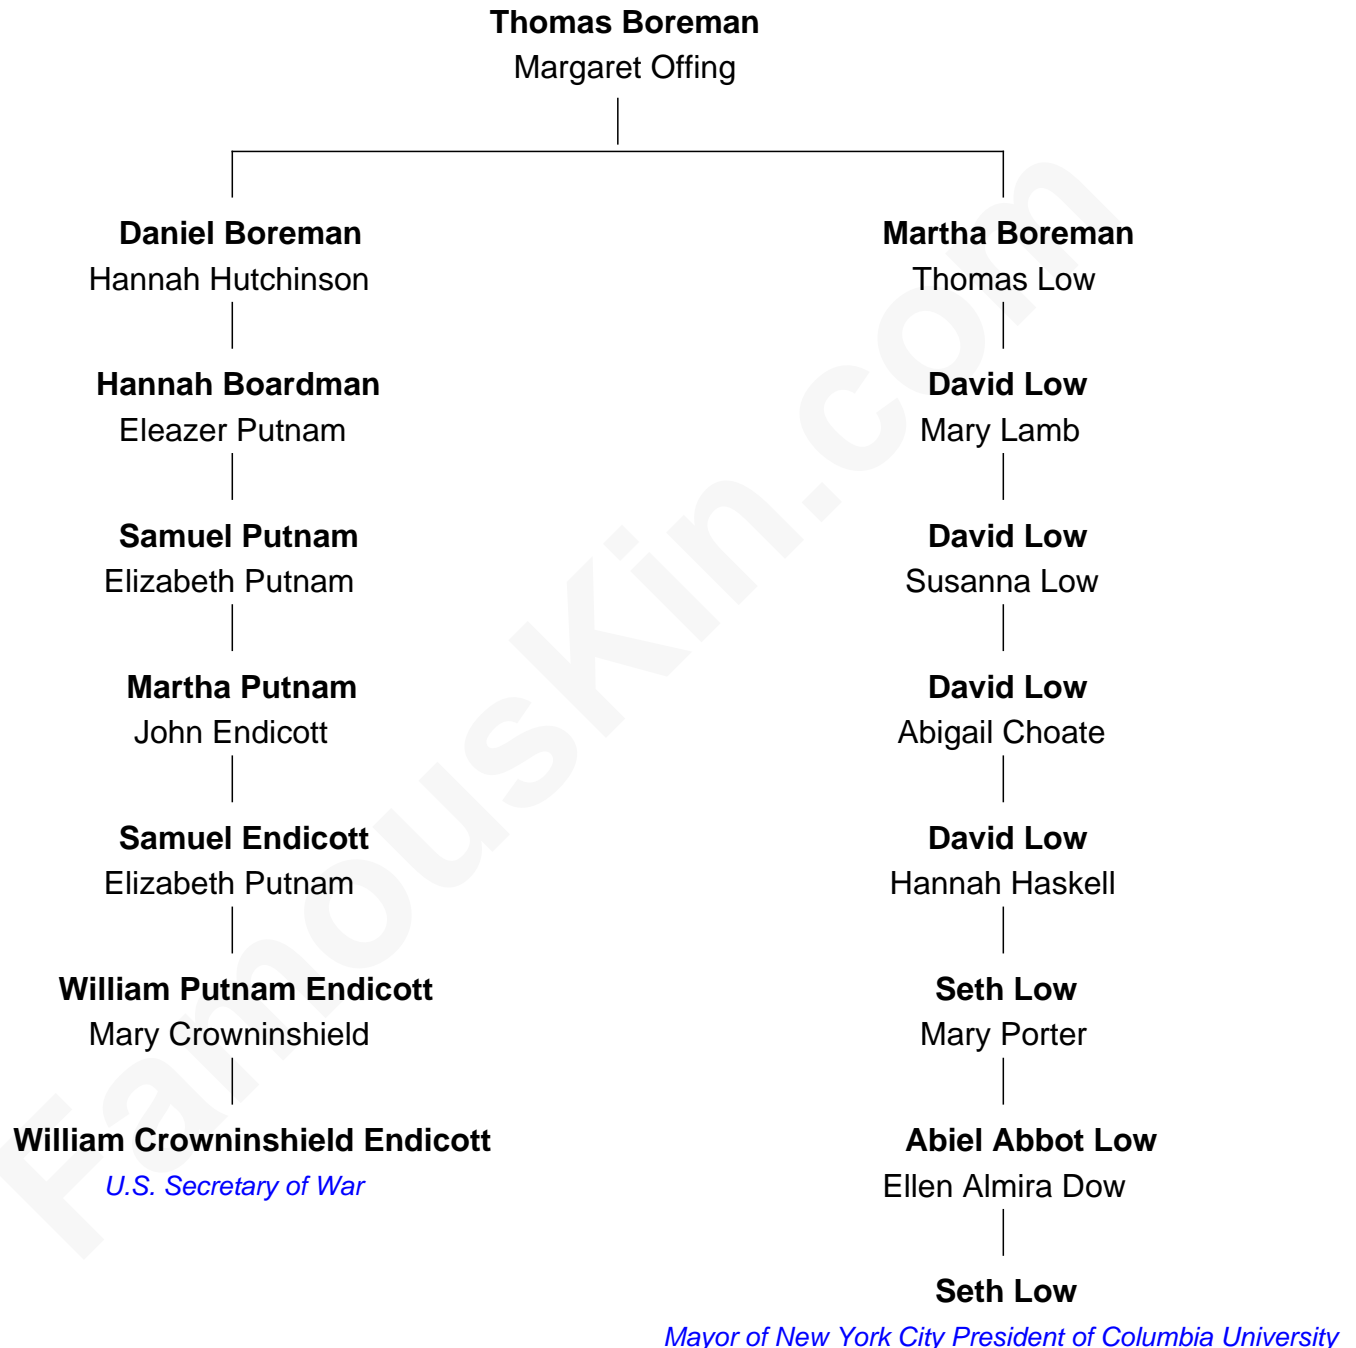 Thomas Boreman
Margaret Offing
Daniel Boreman
Hannah Hutchinson
Hannah Boardman
Eleazer Putnam
Samuel Putnam
Elizabeth Putnam
Martha Putnam
John Endicott
Samuel Endicott
Elizabeth Putnam
William Putnam Endicott
Mary Crowninshield
William Crowninshield Endicott
U.S. Secretary of War
Martha Boreman
Thomas Low
David Low
Mary Lamb
David Low
Susanna Low
David Low
Abigail Choate
David Low
Hannah Haskell
Seth Low
Mary Porter
Abiel Abbot Low
Ellen Almira Dow
Seth Low
Mayor of New York City President of Columbia University
FamousKin.com